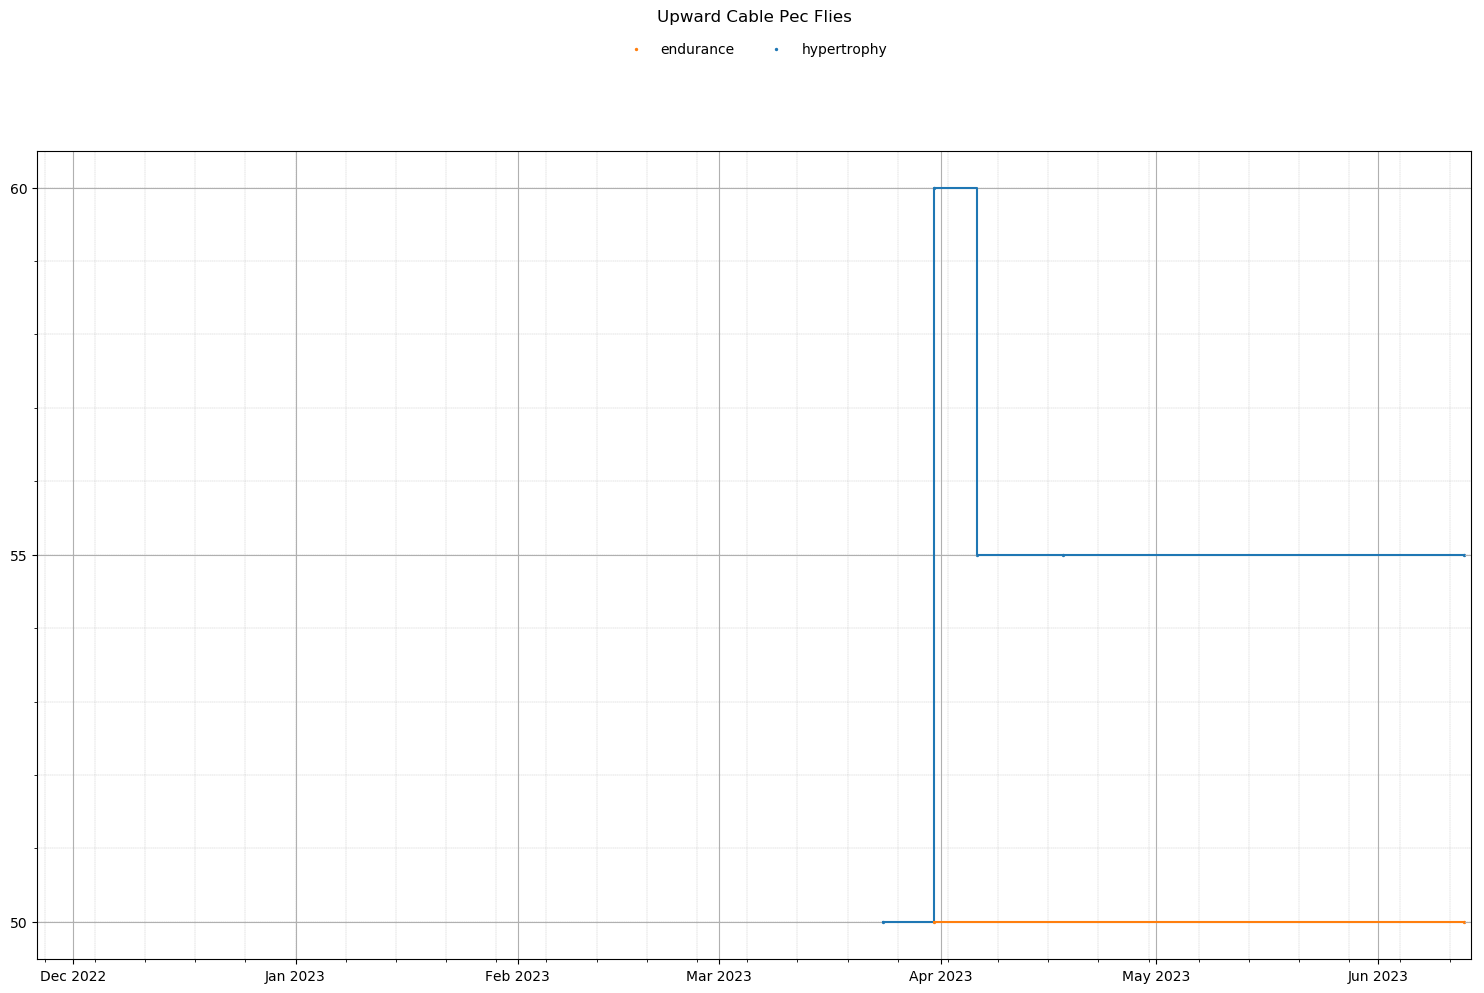 Upward Cable Pec Flies
endurance hypertrophy
60
55
50
Dec 2022 Jan 2023 Feb 2023 Mar 2023 Apr 2023 May 2023 Jun 2023